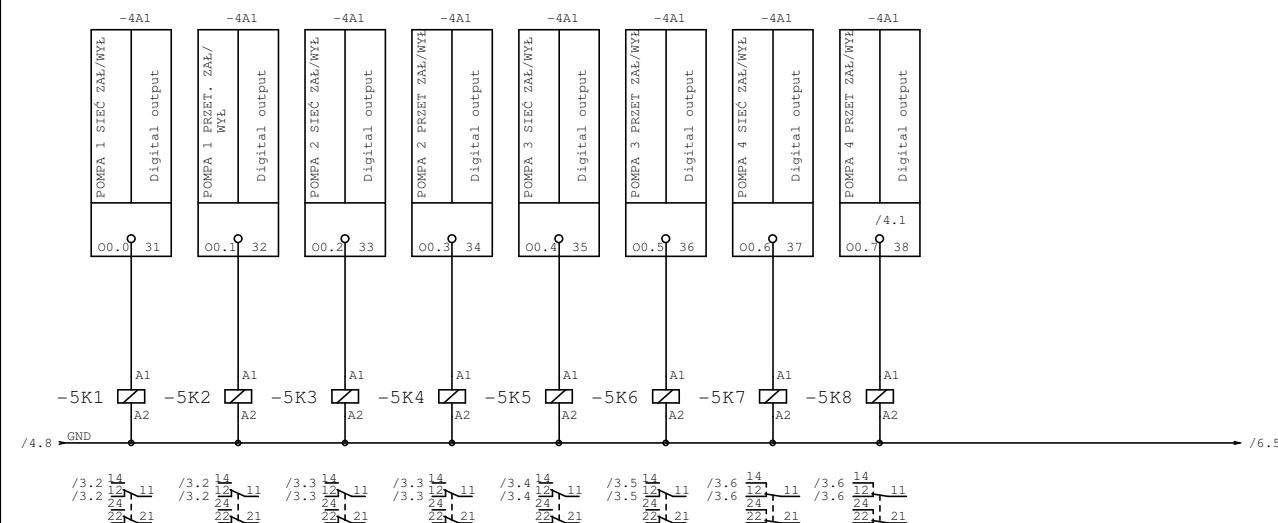 -4A1 -4A1 -4A1 -4A1 -4A1 -4A1 -4A1 -4A1
POMPA 1 SIEĆ ZAŁ/WYŁ
Digital output
POMPA 1 PRZET. ZAŁ/
WYŁ
Digital output
POMPA 2 SIEĆ ZAŁ/WYŁ
Digital output
POMPA 2 PRZET ZAŁ/WYŁ
Digital output
POMPA 3 SIEĆ ZAŁ/WYŁ
Digital output
POMPA 3 PRZET ZAŁ/WYŁ
Digital output
POMPA 4 SIEĆ ZAŁ/WYŁ
Digital output
POMPA 4 PRZET ZAŁ/WYŁ
Digital output
/4.1
O0.0 31 O0.1 32 O0.2 33 O0.3 34 O0.4 35 O0.5 36 O0.6 37 O0.7 38
A1 A1 A1 A1 A1 A1 A1 A1
-5K1 -5K2 -5K3 -5K4 -5K5 -5K6 -5K7 -5K8
A2 A2 A2 A2 A2 A2 A2 A2
/4.8 GND /6.5
/3.2 14 /3.2 14 /3.3 14 /3.3 14 /3.4 14 /3.5 14 /3.6 14 /3.6 14
/3.2 12 11 /3.2 12 11 /3.3 12 11 /3.3 12 11 /3.4 12 11 /3.5 12 11 /3.6 12 11 /3.6 12 11
24 24 24 24 24 24 24 24
22 21 22 21 22 21 22 21 22 21 22 21 22 21 22 21